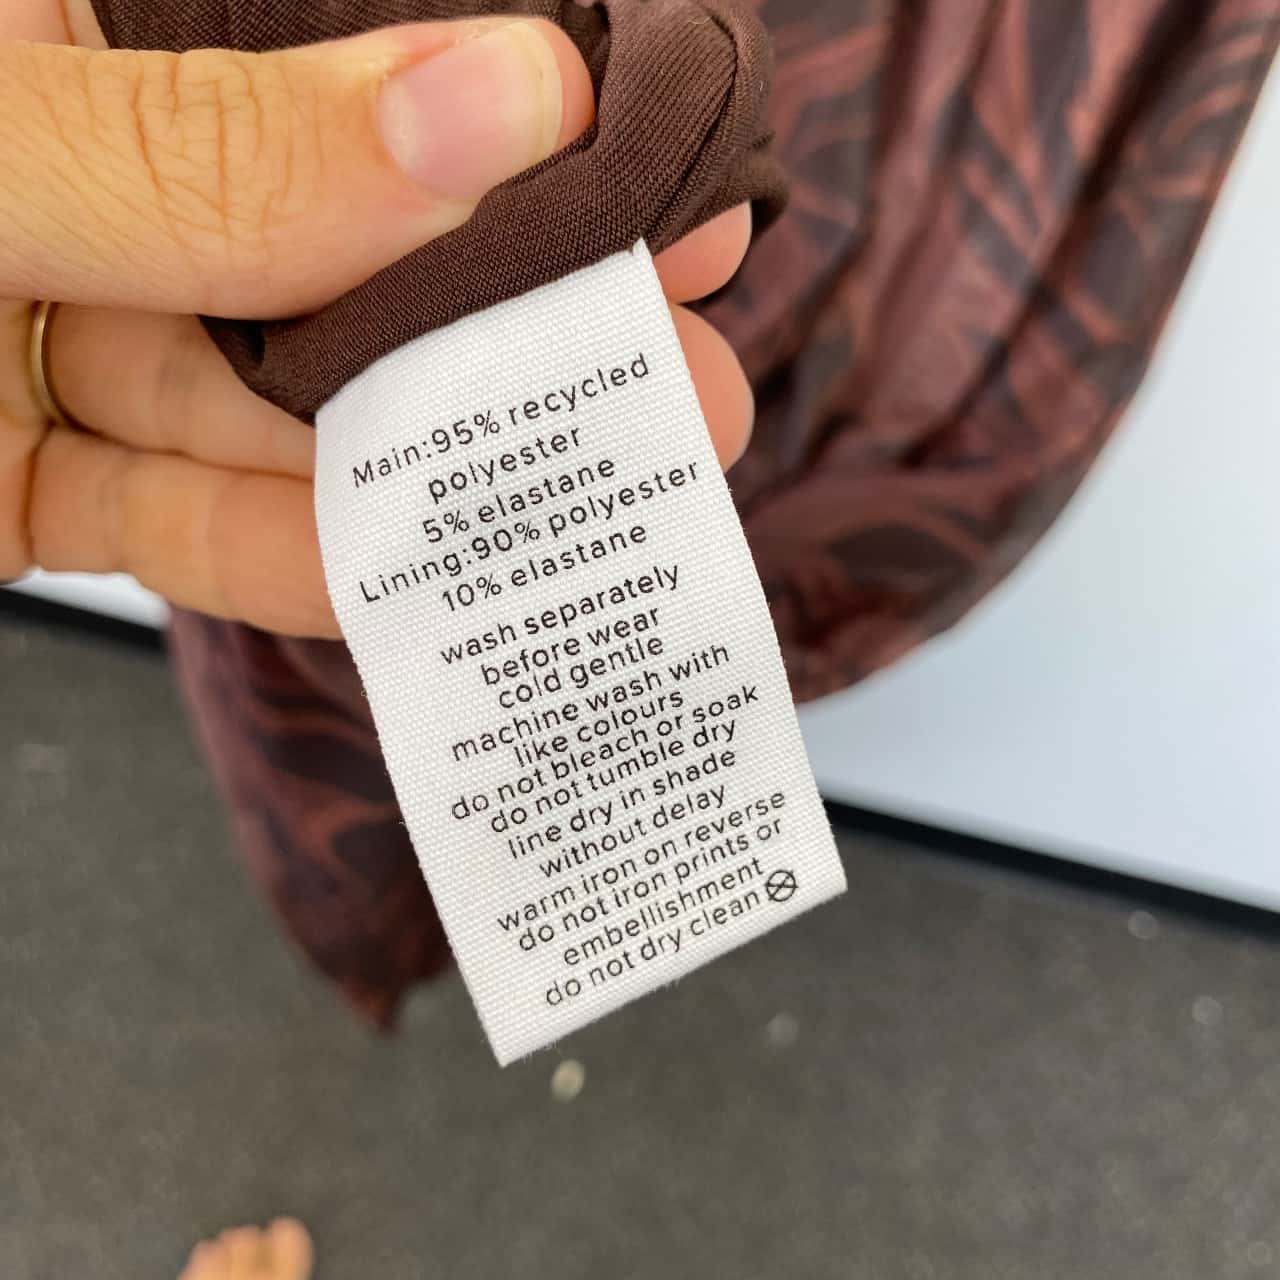 Main:95% recycled
polyester
5% elastane
Lining:90% polyester
10% elastane
wash separately
before wear
cold gentle
machine wash with
like colours
do not bleach or soak
do not tumble dry
line dry in shade
without delay
warm iron on reverse
do not iron prints or
embellishment
do not dry clean